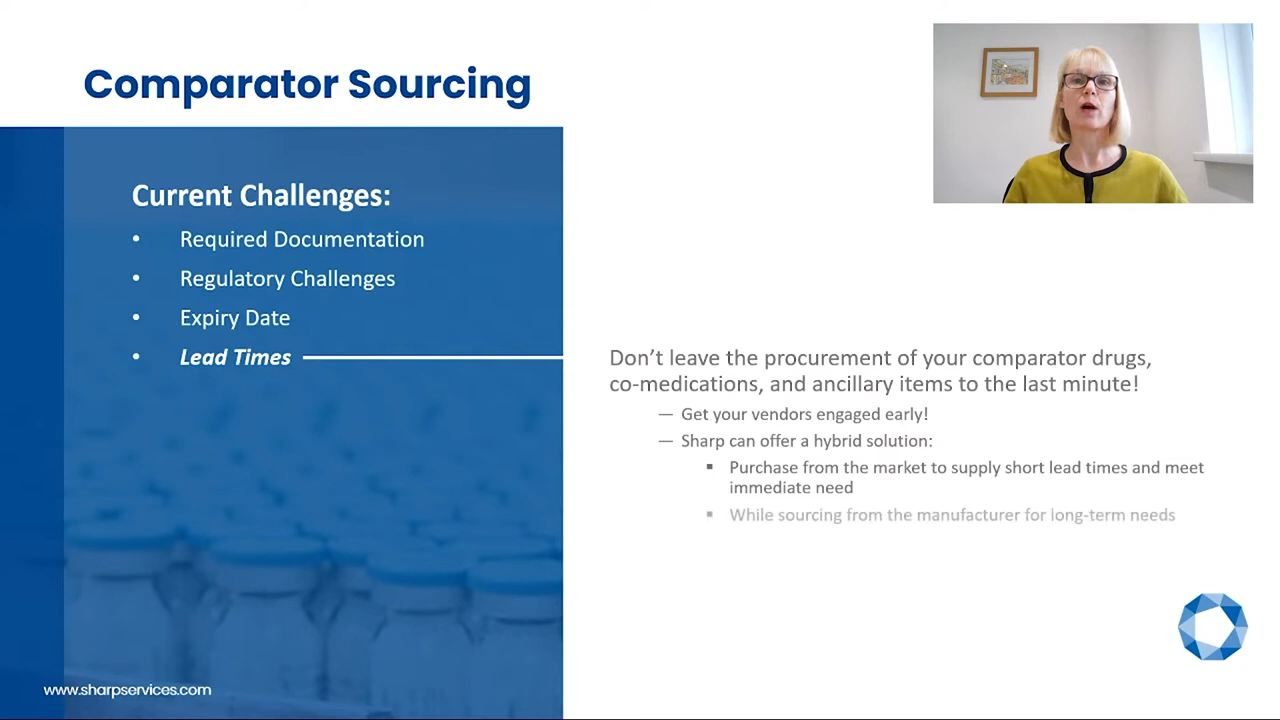 Comparator Sourcing
Current Challenges:
• Required Documentation
• Regulatory Challenges
• Expiry Date
• Lead Times
Don’t leave the procurement of your comparator drugs,
co-medications, and ancillary items to the last minute!
— Get your vendors engaged early!
— Sharp can offer a hybrid solution:
▪ Purchase from the market to supply short lead times and meet
immediate need
▪ While sourcing from the manufacturer for long-term needs
www.sharpservices.com